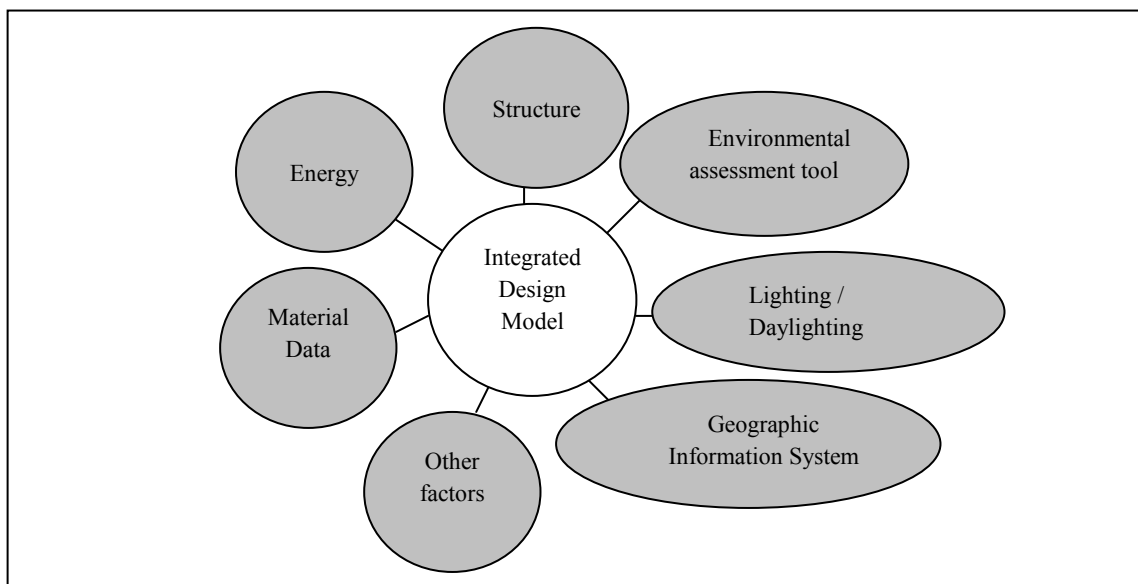 Structure
Environmental
assessment tool
Energy
Integrated
Design
Model
Lighting /
Daylighting
Material
Data
Geographic
Information System
Other
factors